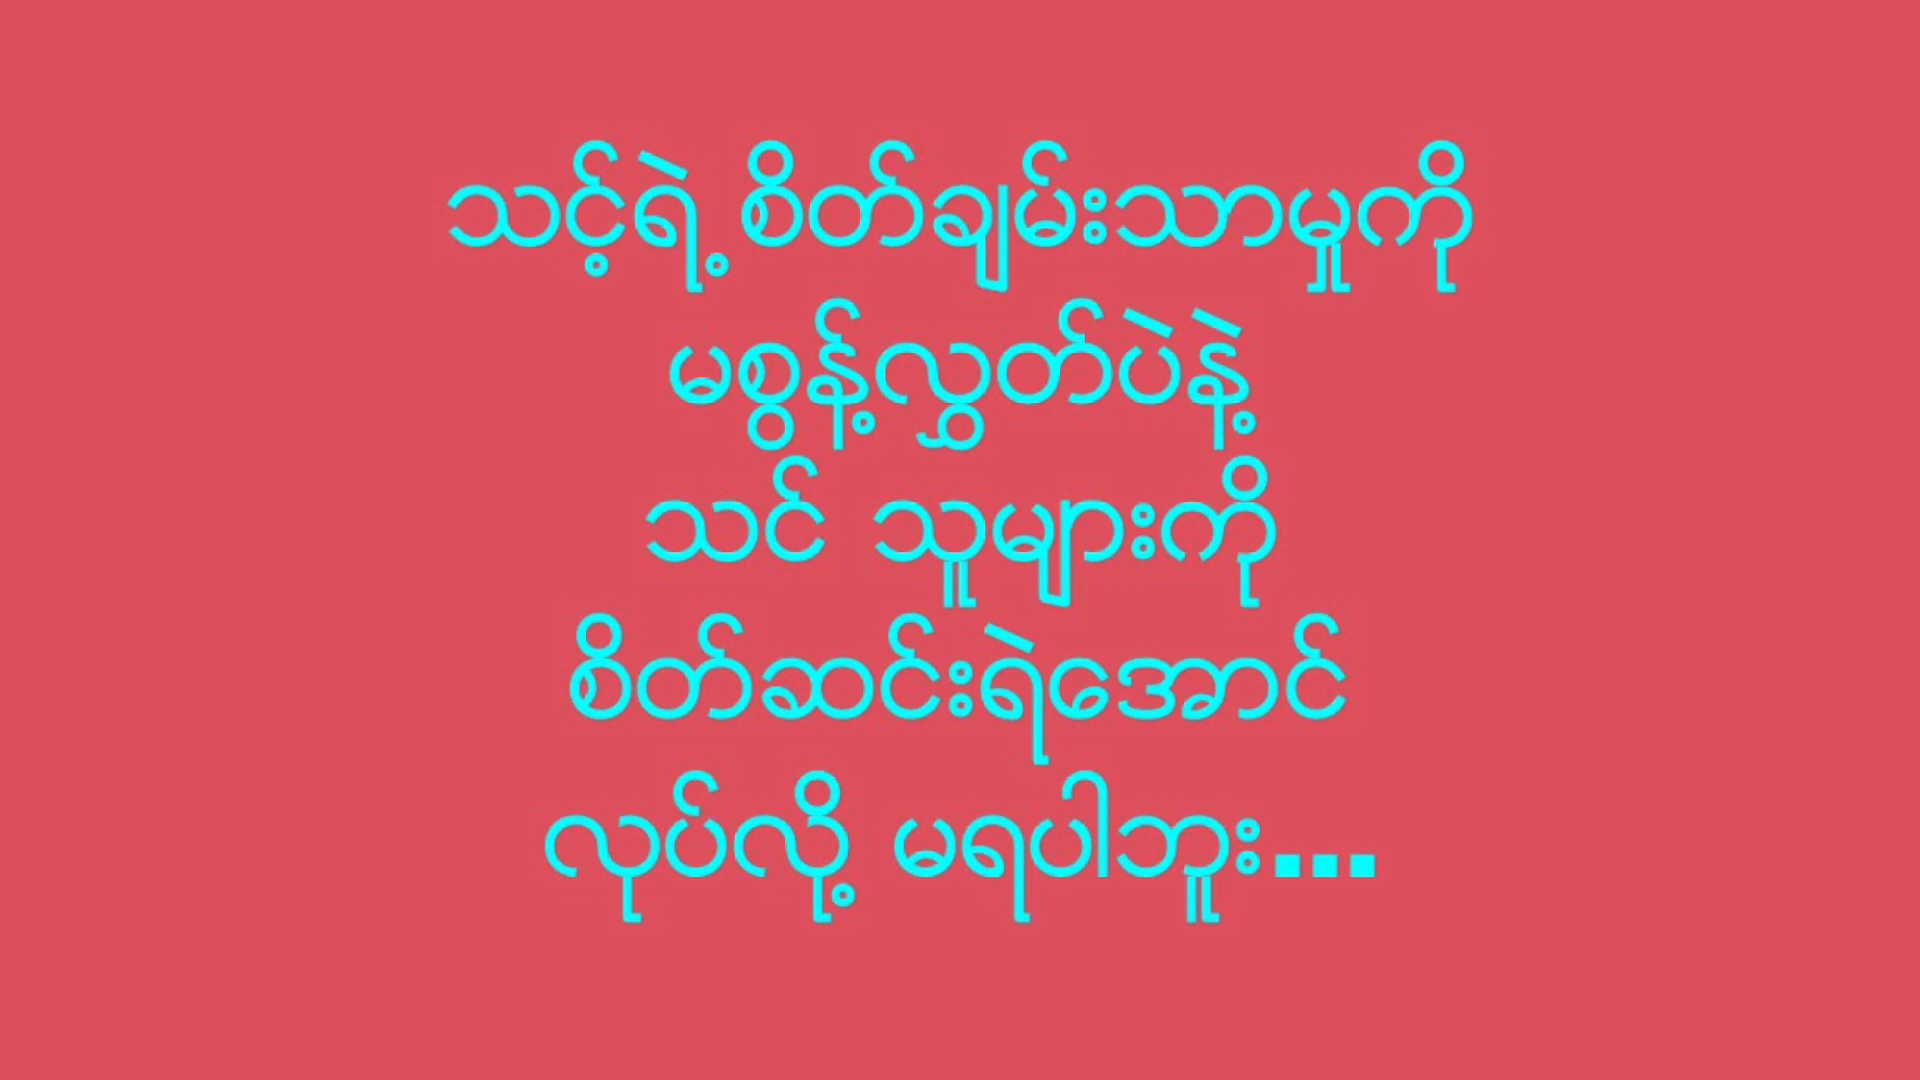 သင့်ရဲ့ စိတ်ချမ်းသာမှုကို
မစွန့်လွှတ်ပဲနဲ့
သင် သူများကို
စိတ်ဆင်းရဲအောင်
လုပ်လို့ မရပါဘူး...